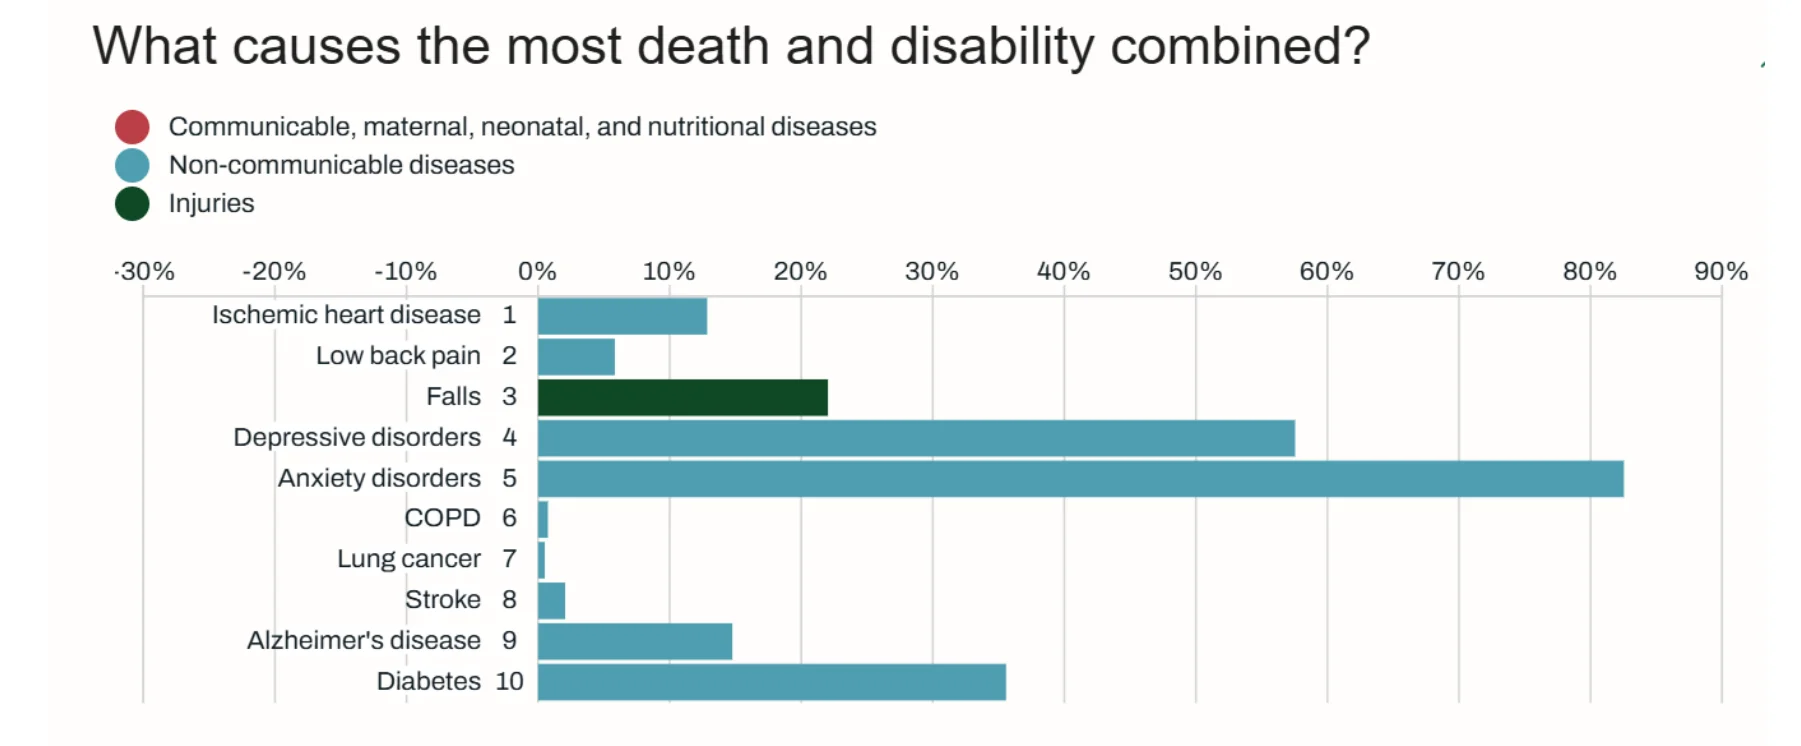 What causes the most death and disability combined?
Communicable, maternal, neonatal, and nutritional diseases
Non-communicable diseases
Injuries
-30% -20% -10% 0% 10% 20% 30% 40% 50% 60% 70% 80% 90%
Ischemic heart disease 1
Low back pain 2
Falls 3
Depressive disorders 4
Anxiety disorders 5
COPD 6
Lung cancer 7
Stroke 8
Alzheimer's disease 9
Diabetes 10